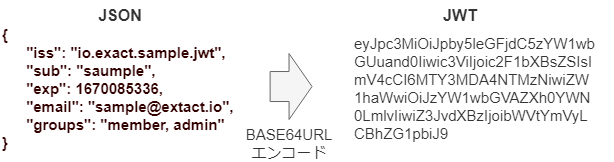 JSON
{
"iss": "io.exact.sample.jwt",
"sub": "saumple",
"exp": 1670085336,
"email": "sample@extact.io",
"groups": "member, admin"
}
BASE64URL
エンコード
JWT
eyJpc3MiOiJpby5leGFjdC5zYW1wb
GUuand0Iiwic3ViIjoic2F1bXBsZSIsI
mV4cCI6MTY3MDA4NTMzNiwiZW
1haWwiOiJzYW1wbGVAZXh0YWN
0LmlvIiwiZ3JvdXBzIjoibWVtYmVyL
CBhZG1pbiJ9